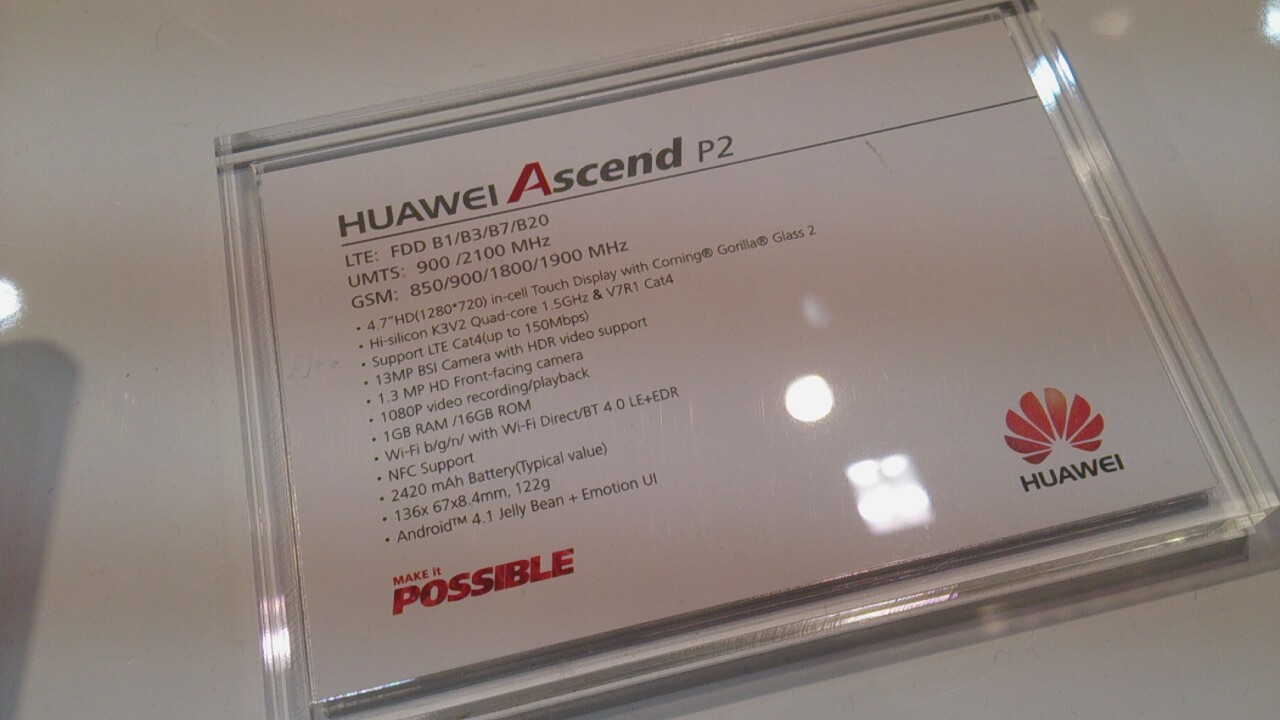 HUAWEI Ascend P2
LTE: FDD B1/B3/B7/B20
UMTS: 900 /2100 MHz
GSM: 850/900/1800/1900 MHz
• 4.7"HD(1280*720) in-cell Touch Display with Corning® Gorilla® Glass 2
• Hi-silicon K3V2 Quad-core 1.5GHz & V7R1 Cat4
• Support LTE Cat4(up to 150Mbps)
• 13MP BSI Camera with HDR video support
• 1.3 MP HD Front-facing camera
• 1080P video recording/playback
• 1GB RAM /16GB ROM
• Wi-Fi b/g/n/ with Wi-Fi Direct/BT 4.0 LE+EDR
• NFC Support
• 2420 mAh Battery(Typical value)
• 136x 67x8.4mm, 122g
• Android™ 4.1 Jelly Bean + Emotion UI
MAKE it
POSSIBLE
HUAWEI